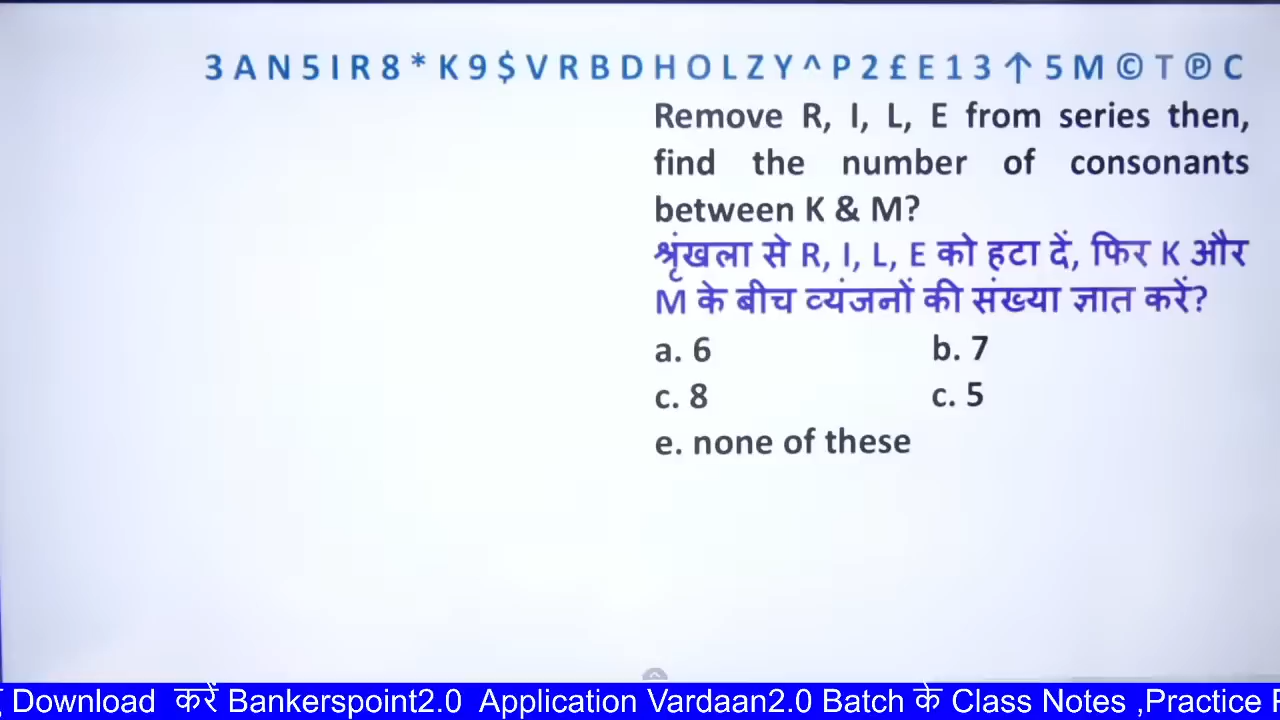 3 A N 5 I R 8 * K 9 $ V R B D H O L Z Y ^ P 2 £ E 1 3 ↑ 5 M © T ℗ C
Remove R, I, L, E from series then,
find the number of consonants
between K & M?
श्रृंखला से R, I, L, E को हटा दें, फिर K और
M के बीच व्यंजनों की संख्या ज्ञात करें?
a. 6 b. 7
c. 8 c. 5
e. none of these
Download करें Bankerspoint2.0 Application Vardaan2.0 Batch के Class Notes ,Practice